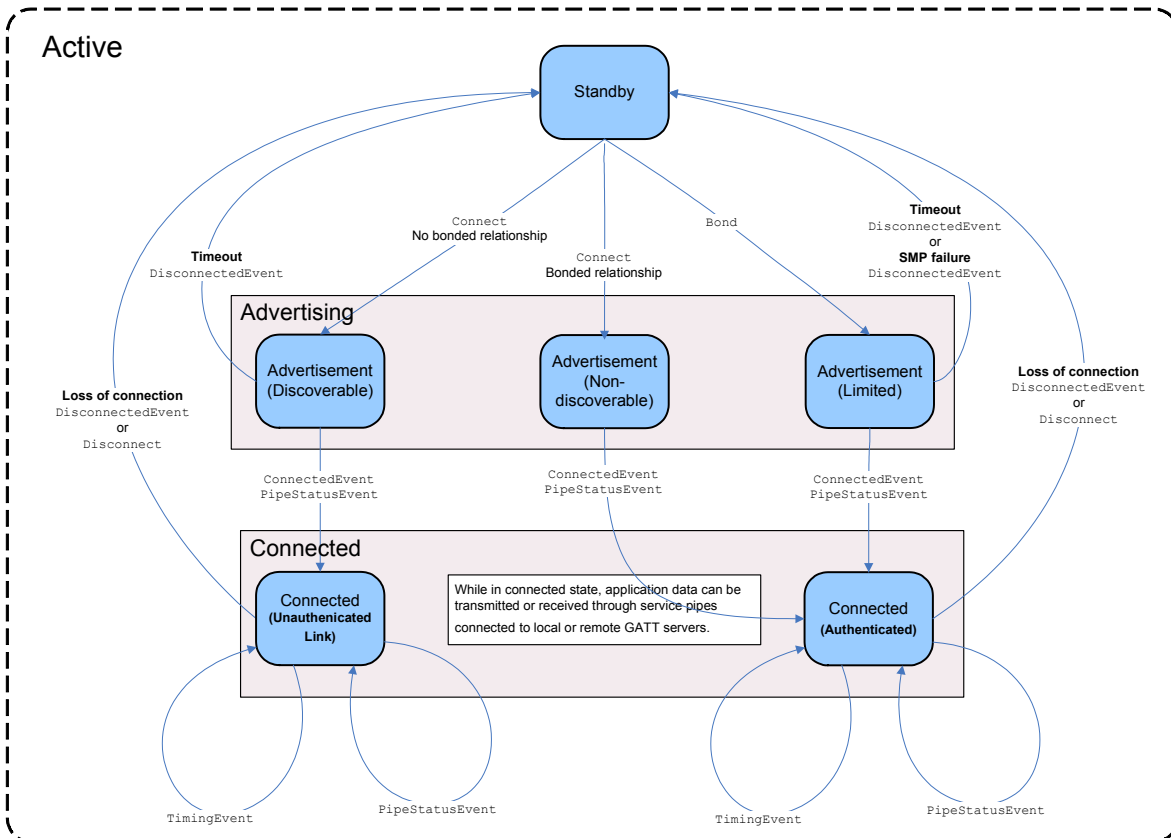 Active
Standby
Connect
No bonded relationship
Connect
Bonded relationship
Bond
Timeout
DisconnectedEvent
or
SMP failure
DisconnectedEvent
Timeout
DisconnectedEvent
Advertising
Advertisement
(Discoverable)
Advertisement
(Non-
discoverable)
Advertisement
(Limited)
Loss of connection
DisconnectedEvent
or
Disconnect
Loss of connection
DisconnectedEvent
or
Disconnect
ConnectedEvent
PipeStatusEvent
ConnectedEvent
PipeStatusEvent
ConnectedEvent
PipeStatusEvent
Connected
Connected
(Unauthenicated
Link)
While in connected state, application data can be
transmitted or received through service pipes
connected to local or remote GATT servers.
Connected
(Authenticated)
TimingEvent
PipeStatusEvent
TimingEvent
PipeStatusEvent